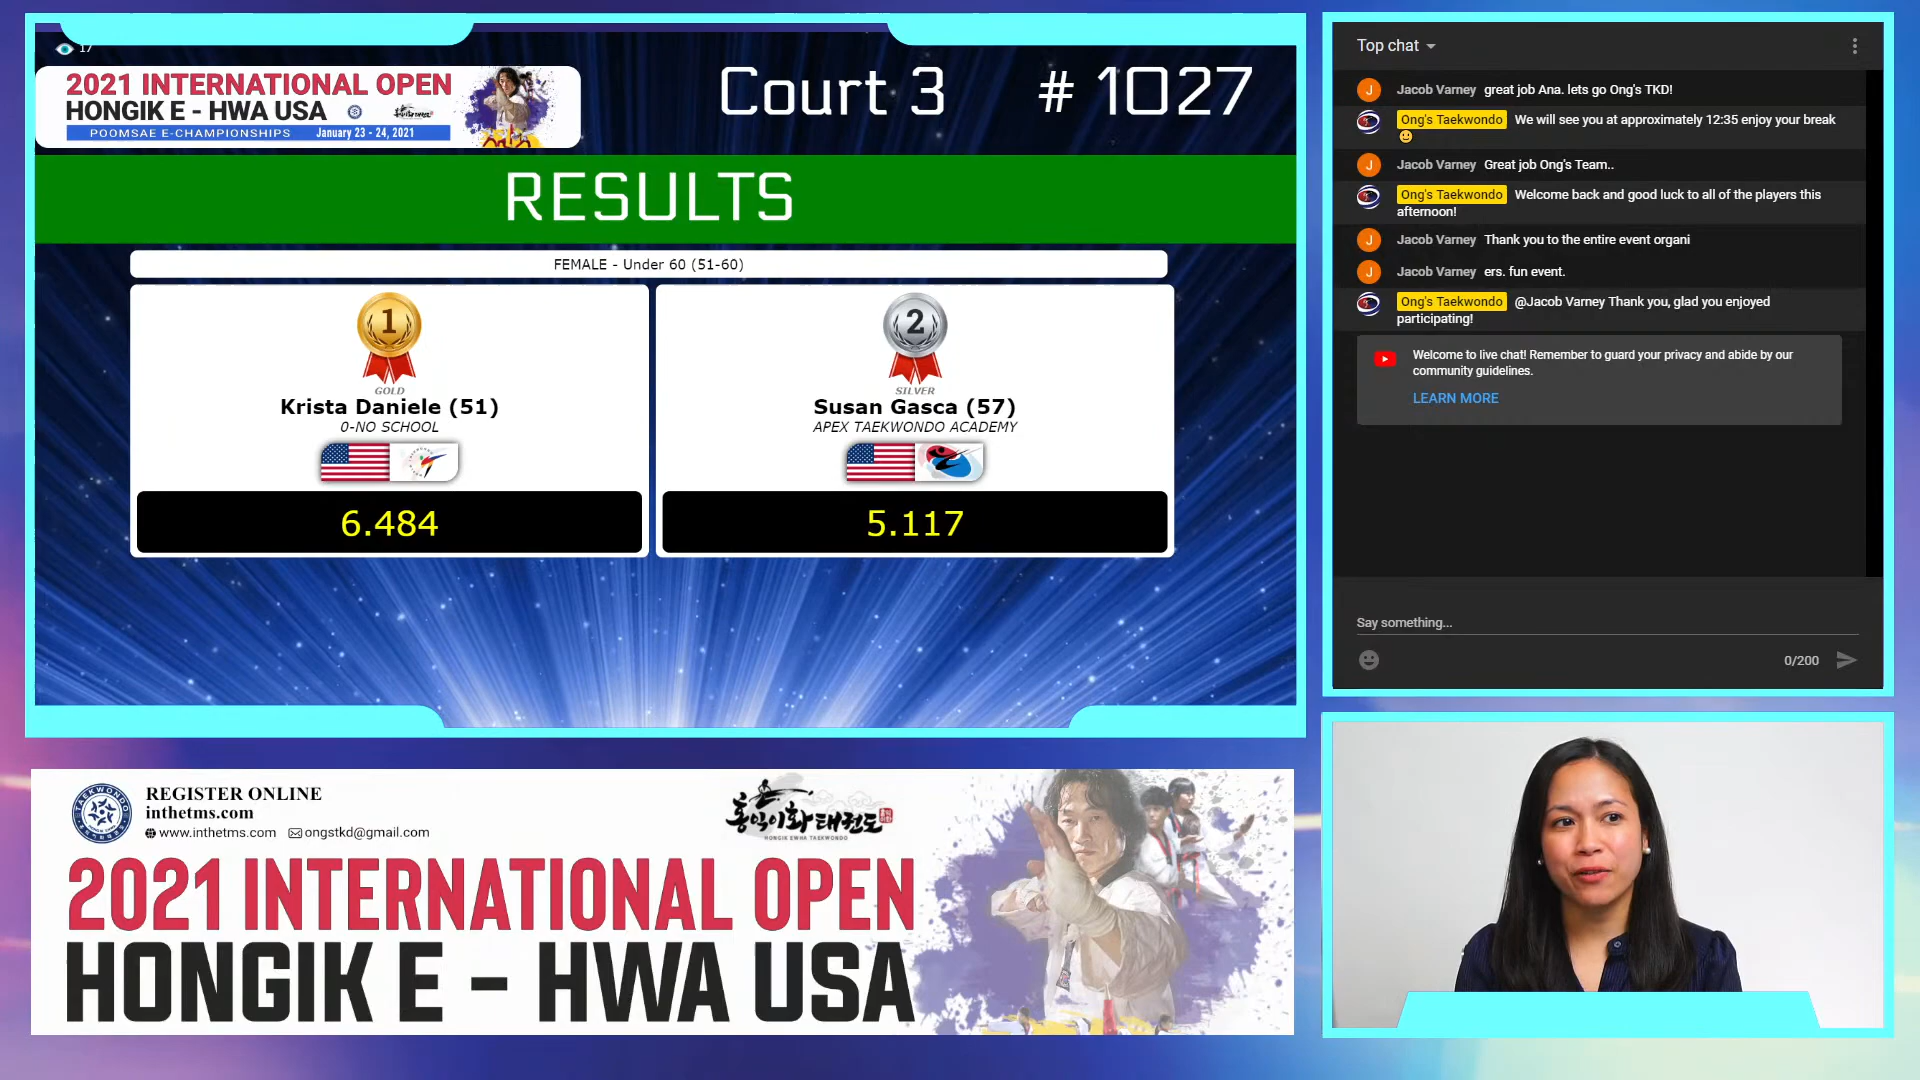 17
2021 INTERNATIONAL OPEN
HONGIK E - HWA USA
POOMSAE E-CHAMPIONSHIPS January 23 - 24, 2021
Court 3 # 1027
RESULTS
FEMALE - Under 60 (51-60)
1
GOLD
Krista Daniele (51)
0-NO SCHOOL
6.484
2
SILVER
Susan Gasca (57)
APEX TAEKWONDO ACADEMY
5.117
Top chat
J Jacob Varney great job Ana. lets go Ong's TKD!
Ong's Taekwondo We will see you at approximately 12:35 enjoy your break
J Jacob Varney Great job Ong's Team..
Ong's Taekwondo Welcome back and good luck to all of the players this
afternoon!
J Jacob Varney Thank you to the entire event organi
J Jacob Varney ers. fun event.
Ong's Taekwondo @Jacob Varney Thank you, glad you enjoyed
participating!
Welcome to live chat! Remember to guard your privacy and abide by our
community guidelines.
LEARN MORE
Say something...
0/200
TAEKWONDO
REGISTER ONLINE
inthetms.com
www.inthetms.com ongstkd@gmail.com
홍익이화태권도
HONGIK EWHA TAEKWONDO
2021 INTERNATIONAL OPEN
HONGIK E - HWA USA